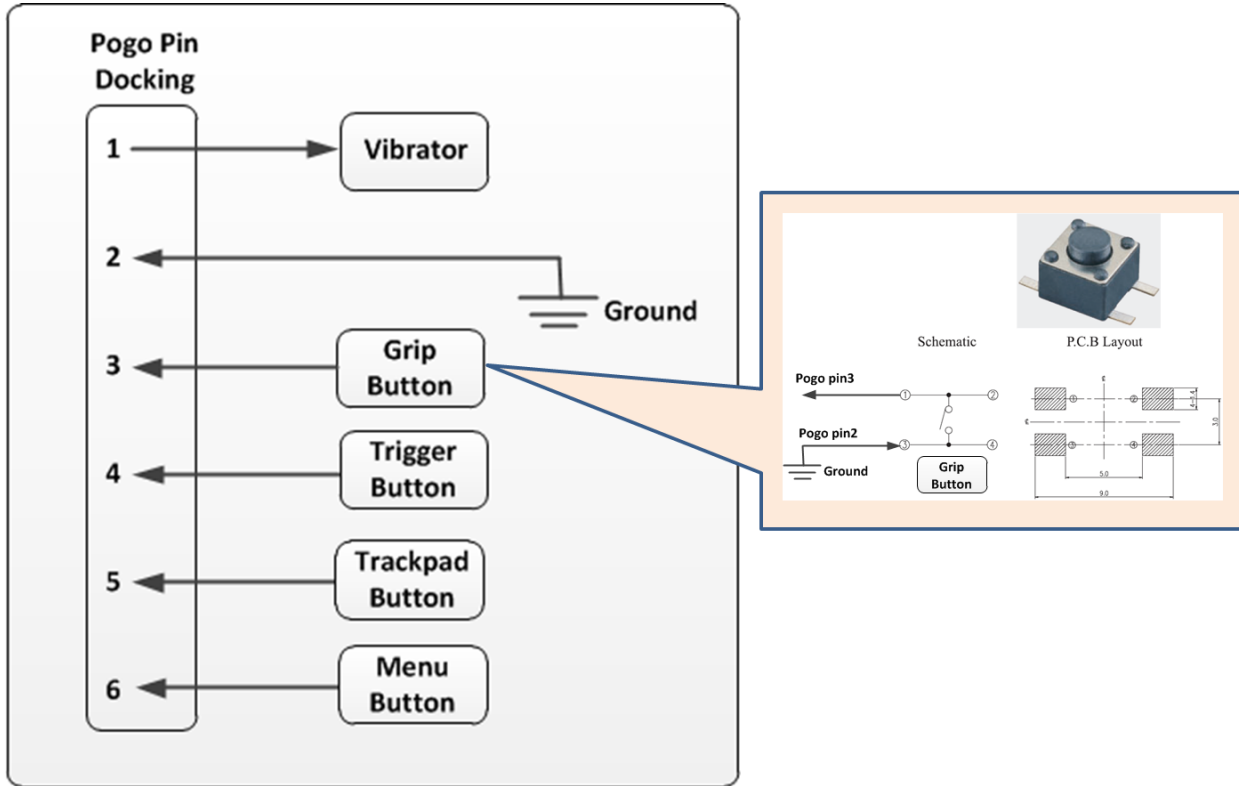 Pogo Pin
Docking
1
Vibrator
2
Ground
3
Grip
Button
4
Trigger
Button
5
Trackpad
Button
6
Menu
Button
Schematic
P.C.B Layout
Pogo pin3
① ②
Pogo pin2
③ ④
Ground
Grip
Button
℄
① ②
℄
③ ④
3.0
5.0
9.0